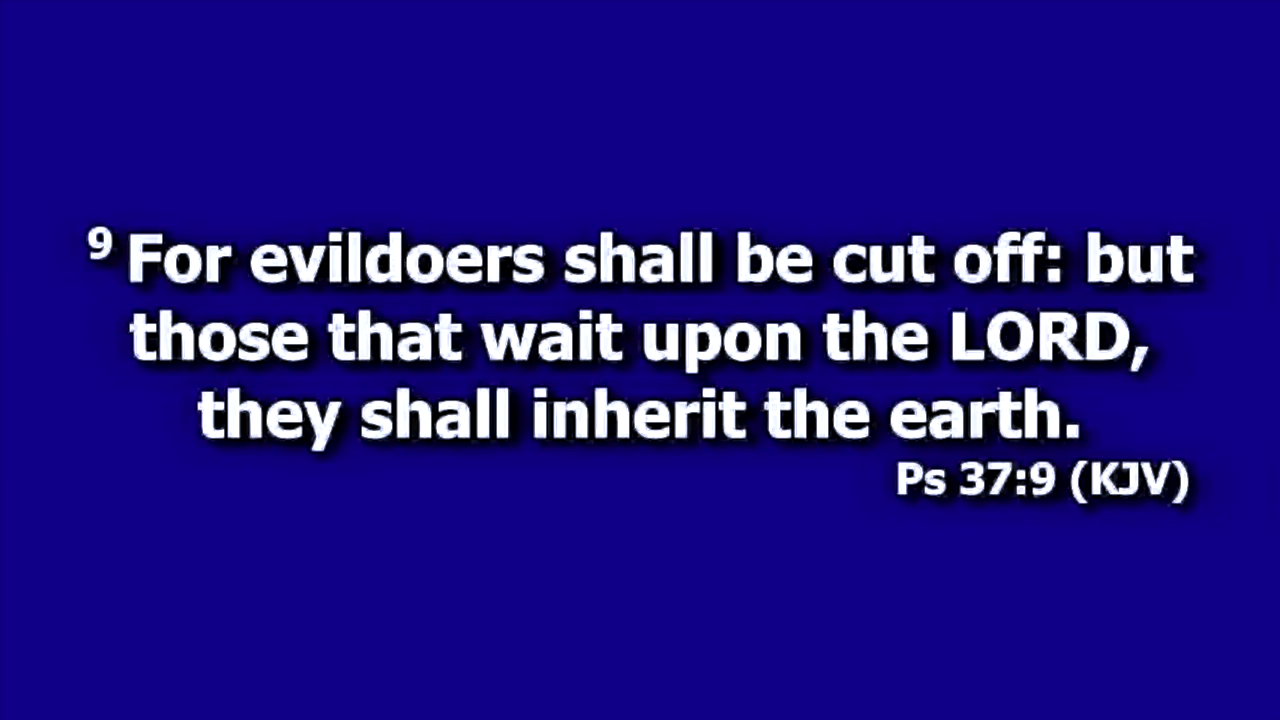 ⁹ For evildoers shall be cut off: but
those that wait upon the LORD,
they shall inherit the earth.
Ps 37:9 (KJV)